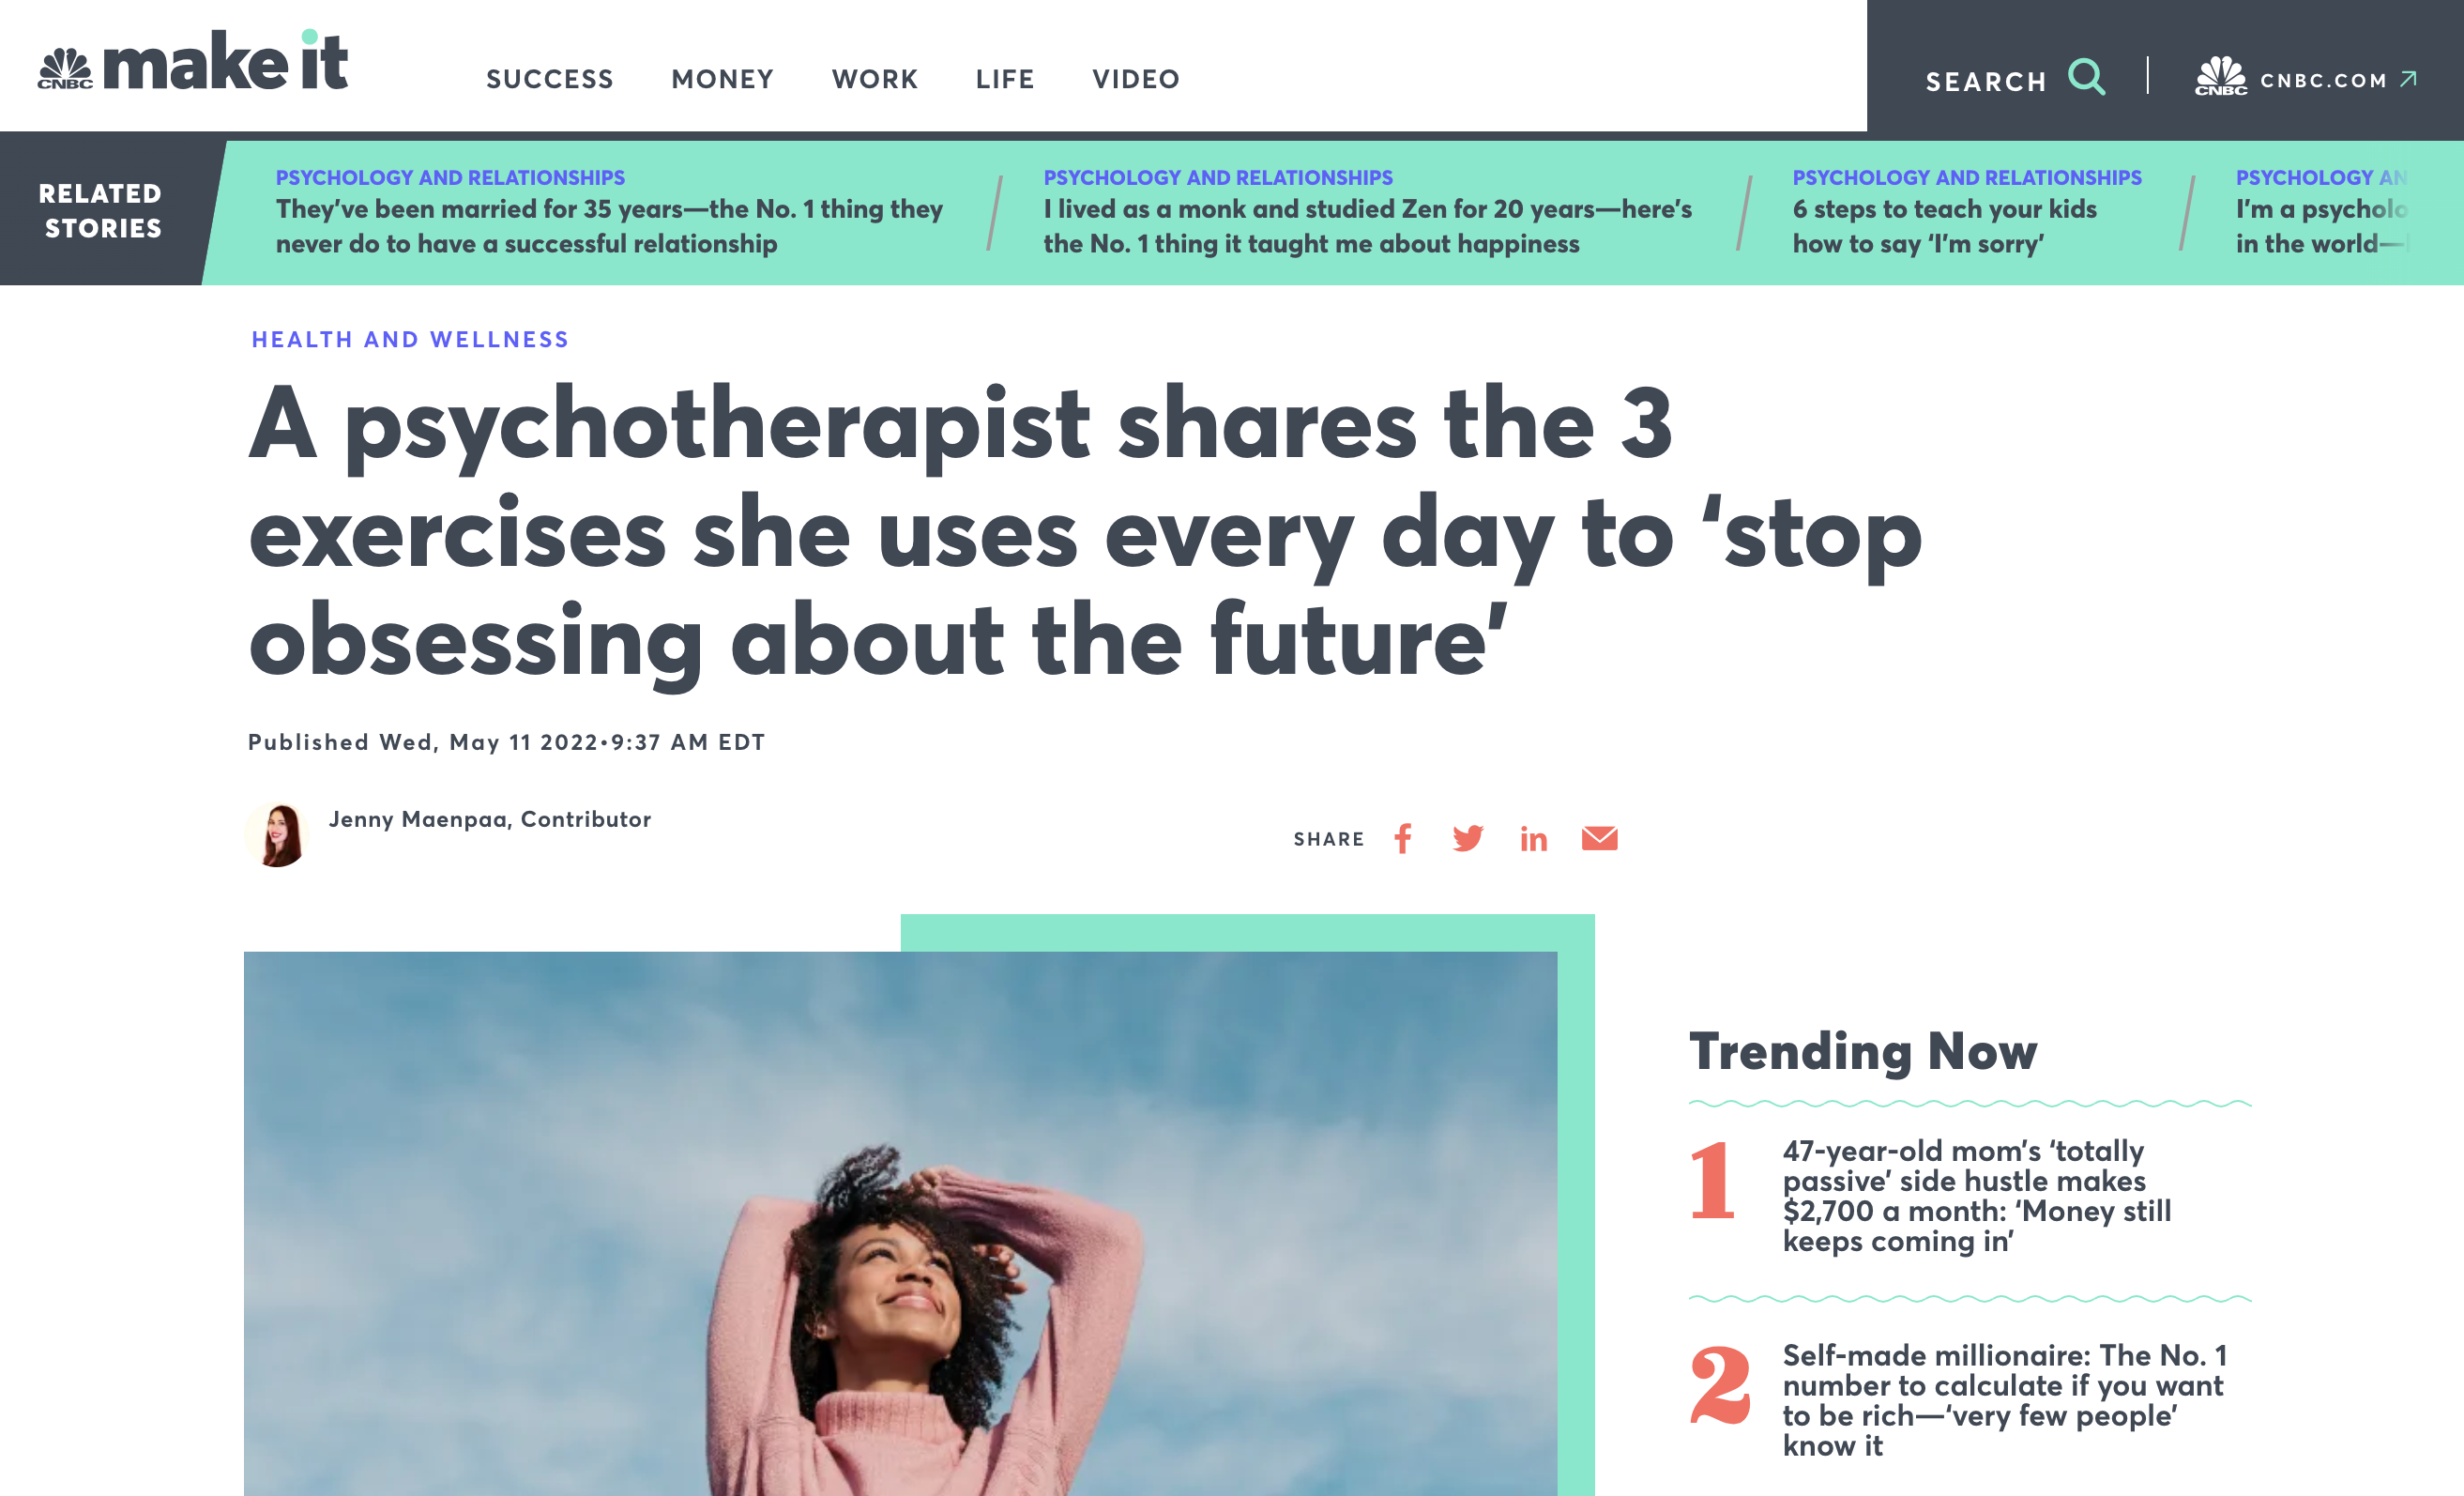 CNBC make it
SUCCESS
MONEY
WORK
LIFE
VIDEO
SEARCH
CNBC
CNBC.COM
RELATED
STORIES
PSYCHOLOGY AND RELATIONSHIPS
They’ve been married for 35 years—the No. 1 thing they
never do to have a successful relationship
PSYCHOLOGY AND RELATIONSHIPS
I lived as a monk and studied Zen for 20 years—here’s
the No. 1 thing it taught me about happiness
PSYCHOLOGY AND RELATIONSHIPS
6 steps to teach your kids
how to say ‘I’m sorry’
PSYCHOLOGY
I’m a
in the world—
HEALTH AND WELLNESS
A psychotherapist shares the 3
exercises she uses every day to ‘stop
obsessing about the future’
Published Wed, May 11 2022•9:37 AM EDT
Jenny Maenpaa, Contributor
SHARE
Trending Now
1
47-year-old mom’s ‘totally
passive’ side hustle makes
$2,700 a month: ‘Money still
keeps coming in’
2
Self-made millionaire: The No. 1
number to calculate if you want
to be rich—‘very few people’
know it